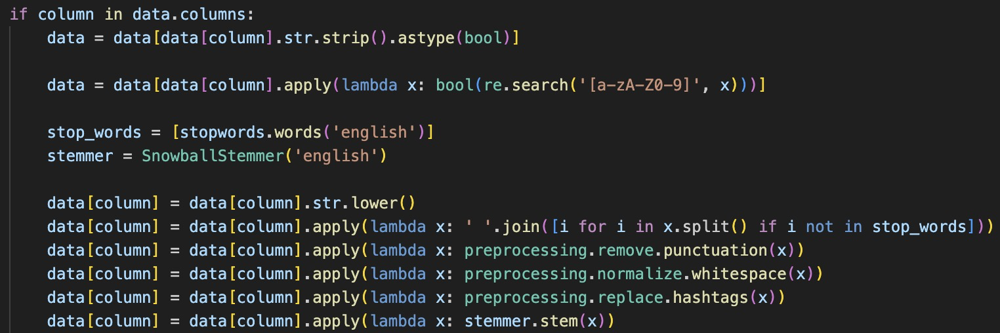 if column in data.columns:
    data = data[data[column].str.strip().astype(bool)]
    data = data[data[column].apply(lambda x: bool(re.search('[a-zA-Z0-9]', x)))]
    stop_words = [stopwords.words('english')]
    stemmer = SnowballStemmer('english')
    data[column] = data[column].str.lower()
    data[column] = data[column].apply(lambda x: ' '.join([i for i in x.split() if i not in stop_words]))
    data[column] = data[column].apply(lambda x: preprocessing.remove.punctuation(x))
    data[column] = data[column].apply(lambda x: preprocessing.normalize.whitespace(x))
    data[column] = data[column].apply(lambda x: preprocessing.replace.hashtags(x))
    data[column] = data[column].apply(lambda x: stemmer.stem(x))